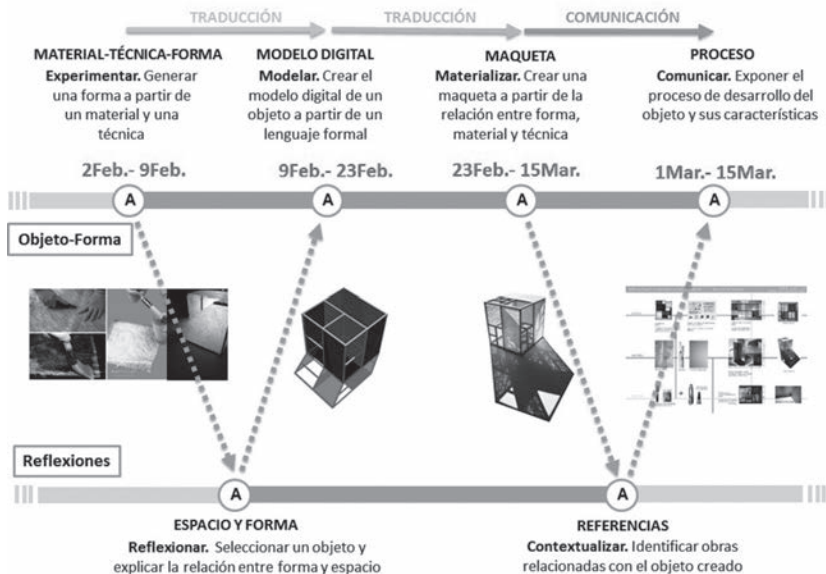 TRADUCCIÓN
TRADUCCIÓN
COMUNICACIÓN
MATERIAL-TÉCNICA-FORMA
Experimentar. Generar
una forma a partir de
un material y una
técnica
MODELO DIGITAL
Modelar. Crear el
modelo digital de un
objeto a partir de un
lenguaje formal
MAQUETA
Materializar. Crear una
maqueta a partir de la
relación entre forma,
material y técnica
PROCESO
Comunicar. Exponer el
proceso de desarrollo del
objeto y sus características
2Feb.- 9Feb.
9Feb.- 23Feb.
23Feb.- 15Mar.
1Mar.- 15Mar.
A
A
A
A
Objeto-Forma
Reflexiones
A
A
ESPACIO Y FORMA
Reflexionar. Seleccionar un objeto y
explicar la relación entre forma y espacio
REFERENCIAS
Contextualizar. Identificar obras
relacionadas con el objeto creado